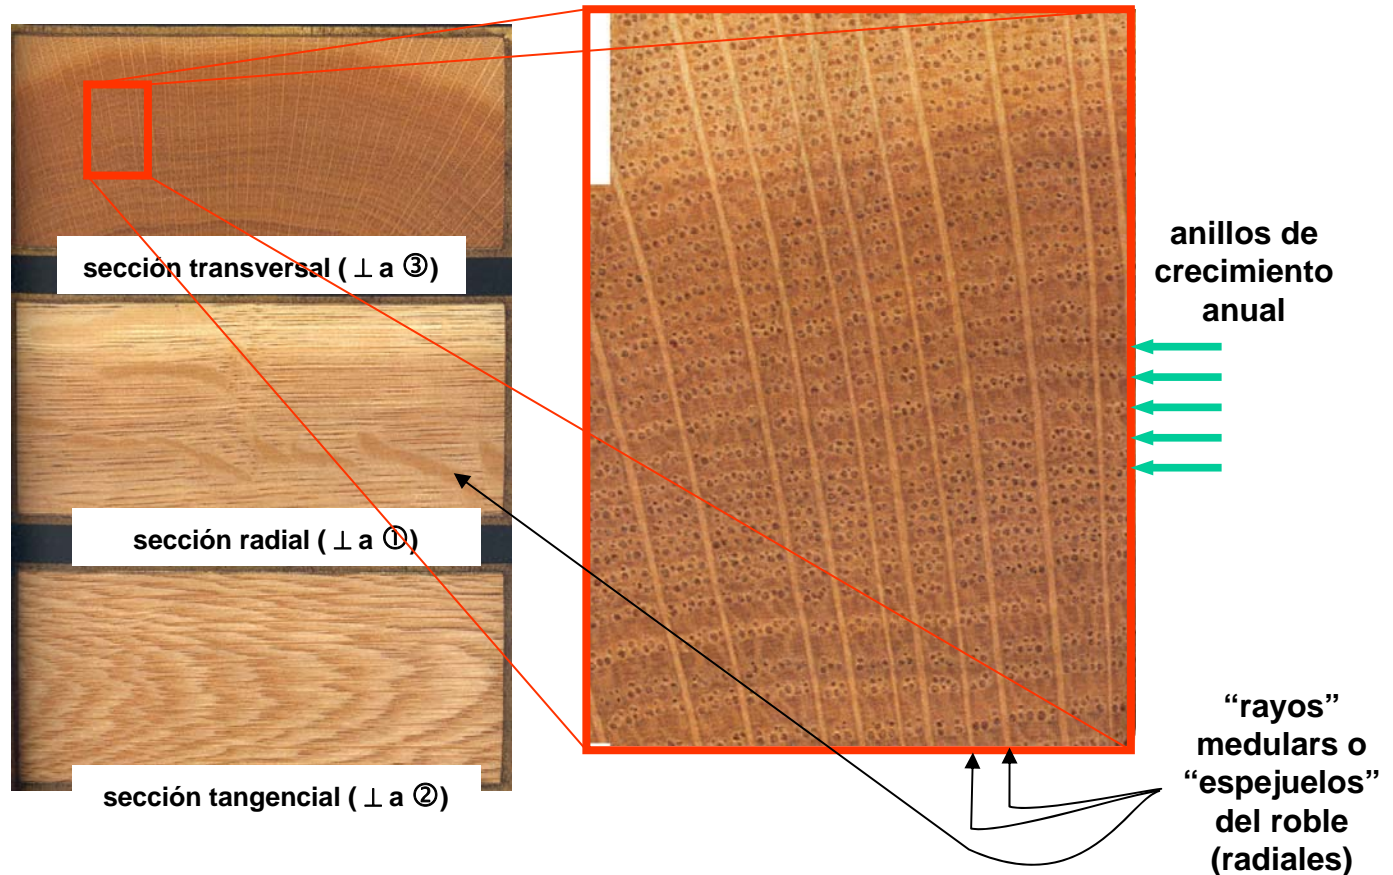 sección transversal ( ⊥ a ③)
sección radial ( ⊥ a ①)
sección tangencial ( ⊥ a ②)
anillos de
crecimiento
anual
“rayos”
medulars o
“espejuelos”
del roble
(radiales)